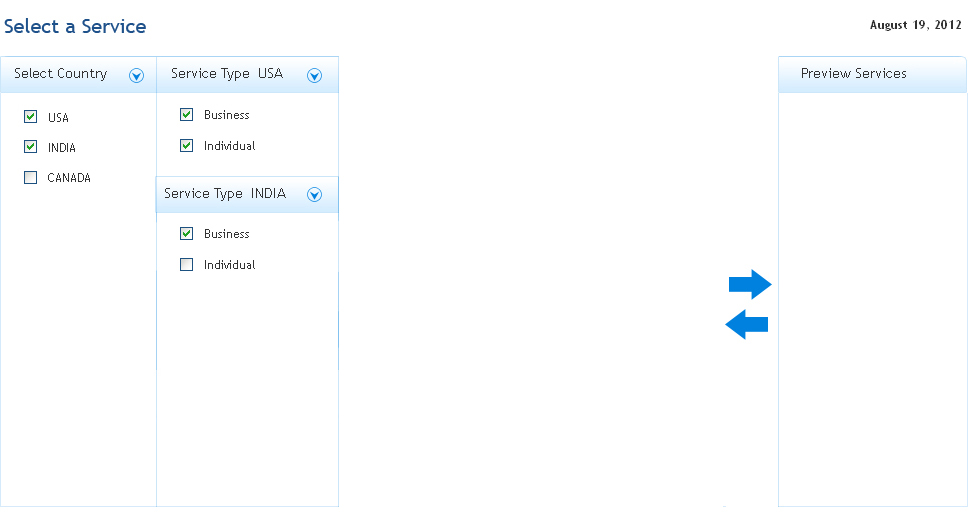 Select a Service
August 19, 2012
Select Country
Service Type USA
Preview Services
USA
INDIA
CANADA
Business
Individual
Service Type INDIA
Business
Individual